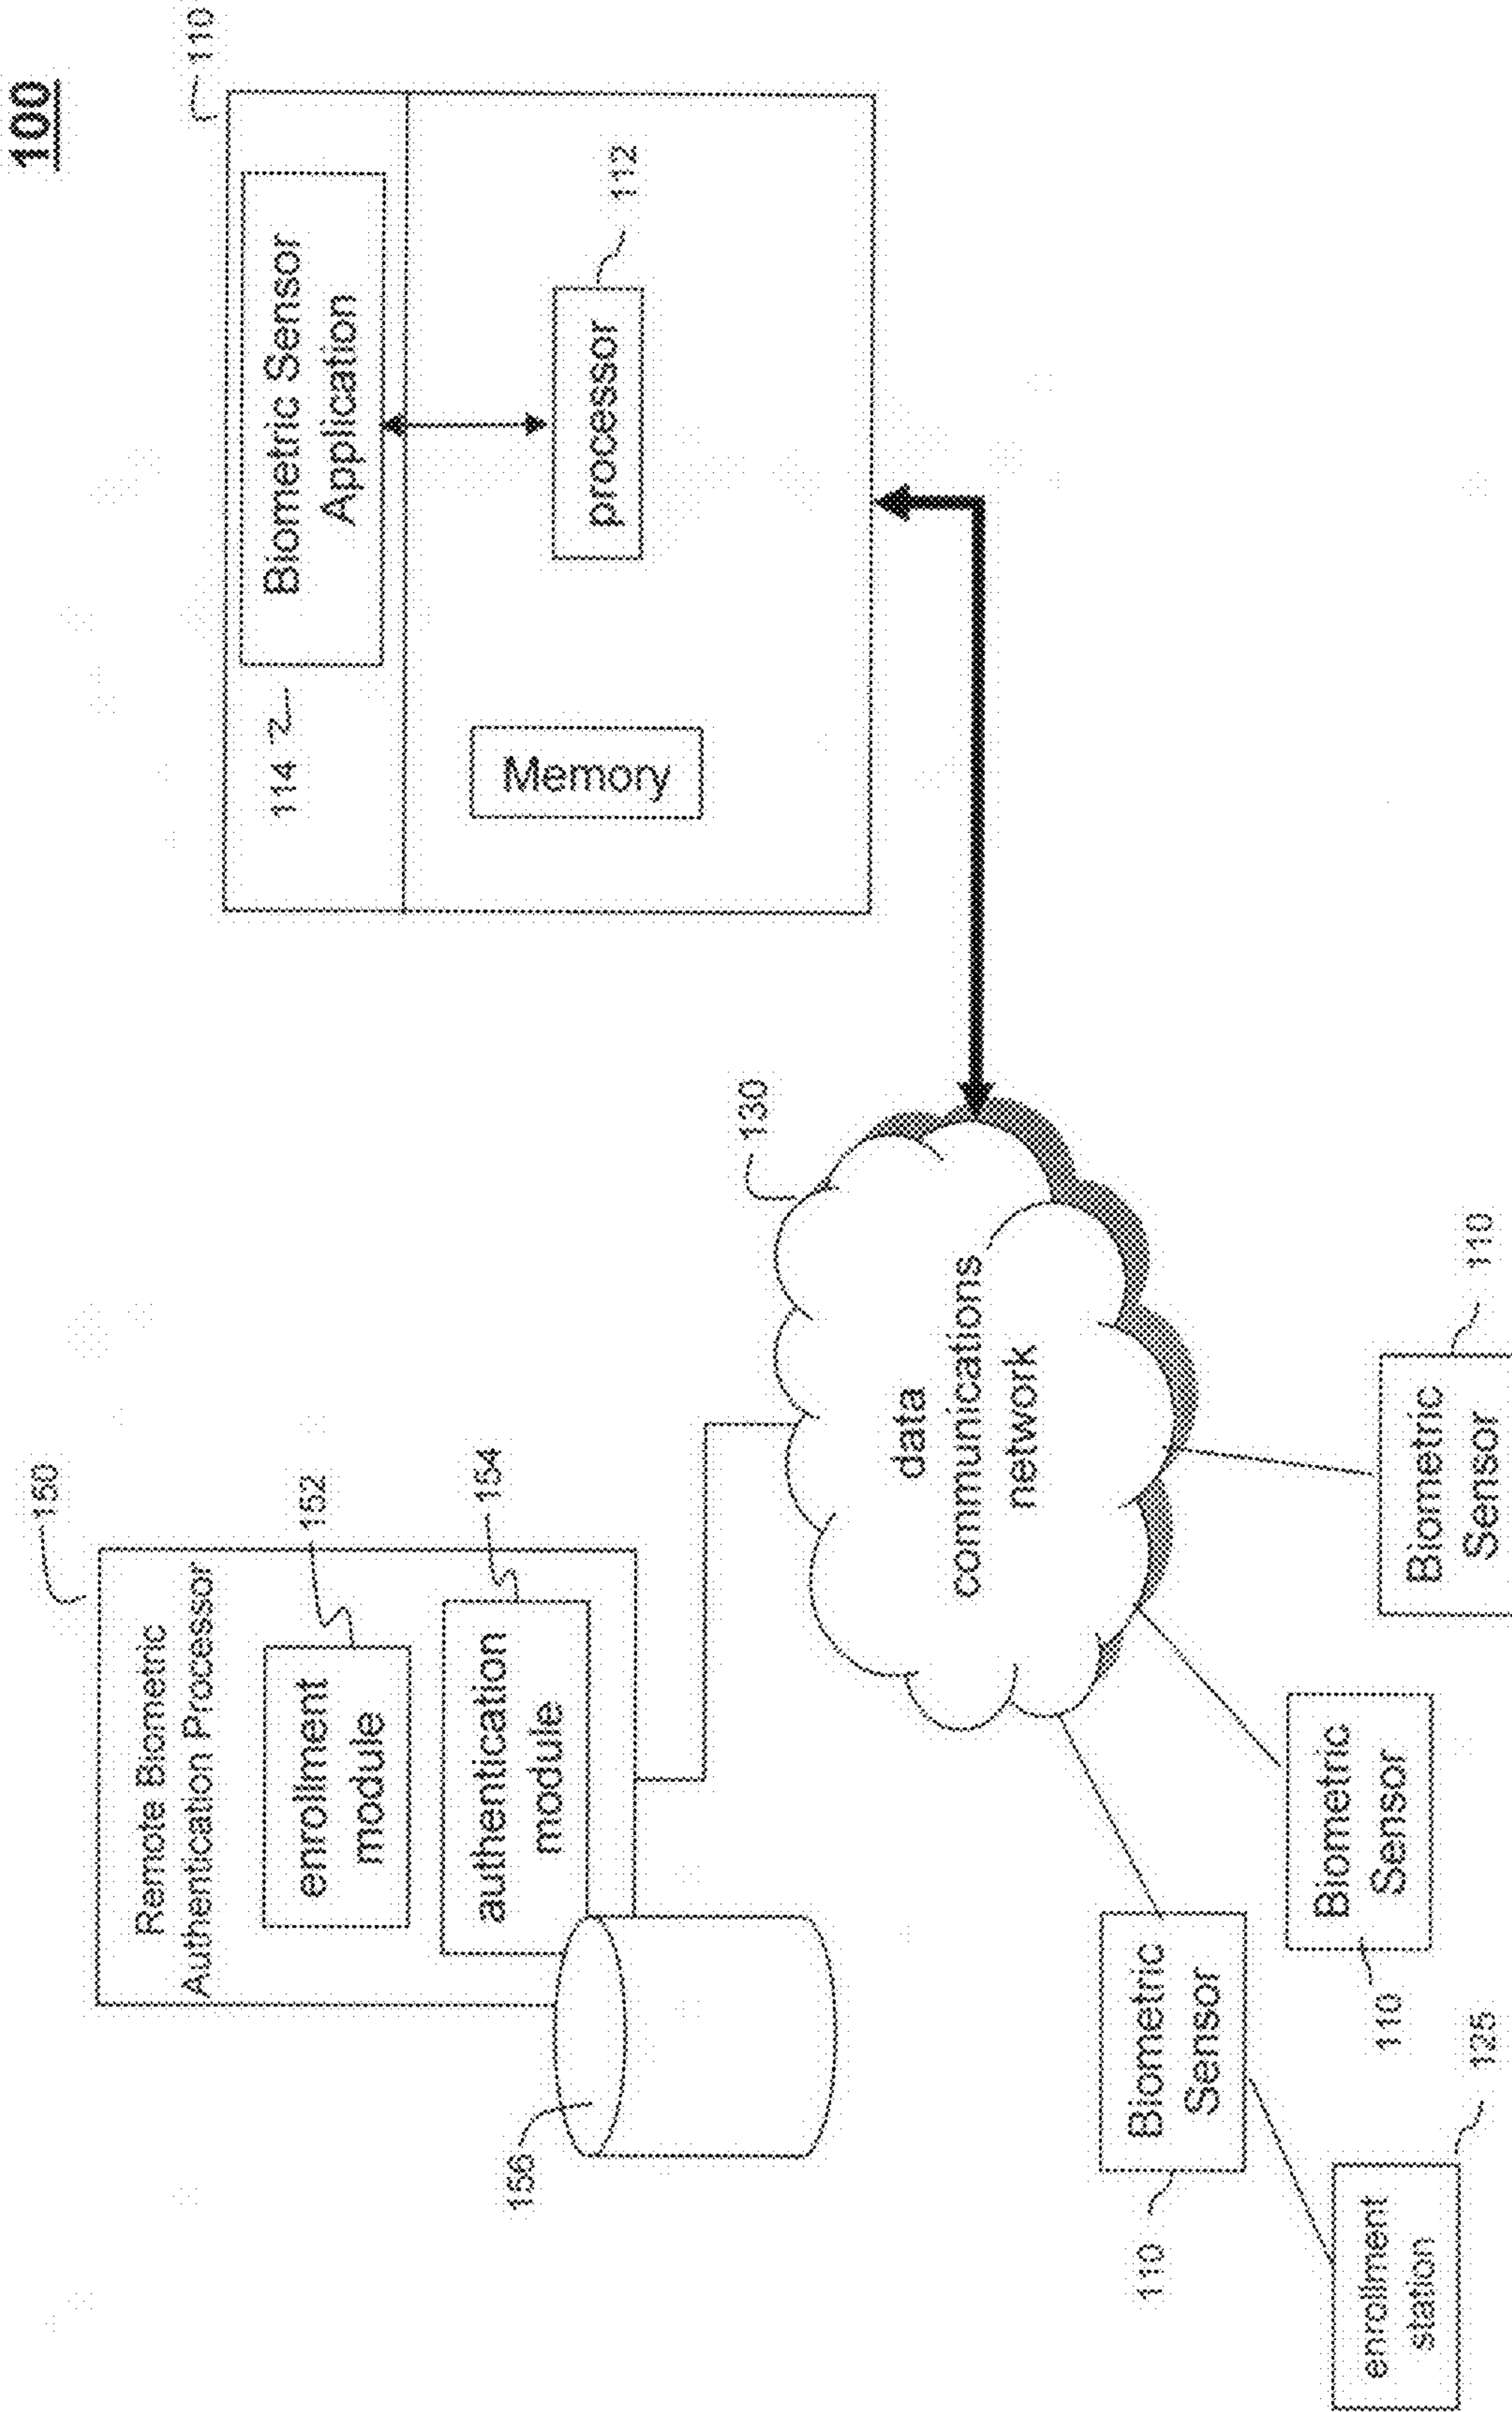 100
150
Remote Biometric
Authentication Processor
152
enrollment
module
154
authentication
module
156
110
114
Biometric Sensor
Application
112
processor
Memory
130
data
communications
network
110
Biometric
Sensor
Biometric
Sensor
110
Biometric
Sensor
110
enrollment
station
125